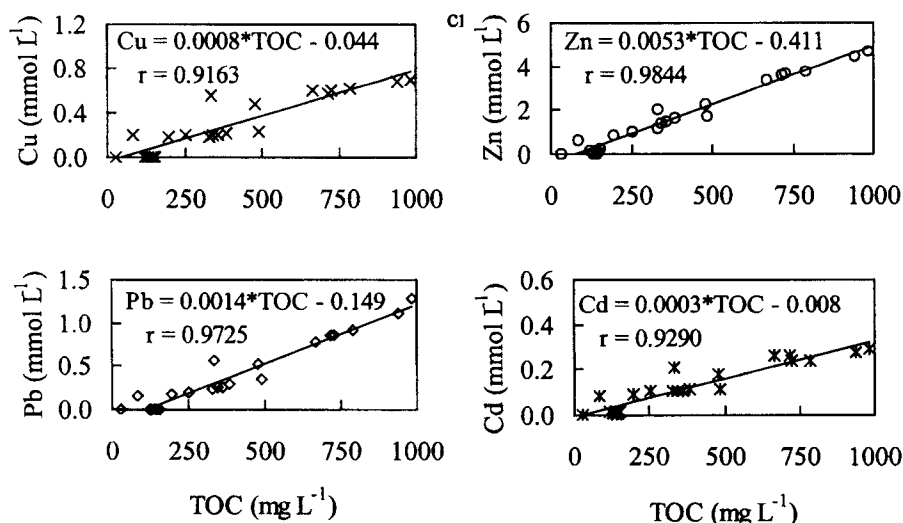 Cu (mmol L⁻¹)
1.2
0.8
0.4
0.0
Cu = 0.0008*TOC - 0.044
r = 0.9163
0 250 500 750 1000
Cl
Zn (mmol L⁻¹)
6
4
2
0
Zn = 0.0053*TOC - 0.411
r = 0.9844
0 250 500 750 1000
Pb (mmol L⁻¹)
1.5
1.0
0.5
0.0
Pb = 0.0014*TOC - 0.149
r = 0.9725
0 250 500 750 1000
TOC (mg L⁻¹)
Cd (mmol L⁻¹)
0.6
0.4
0.2
0.0
Cd = 0.0003*TOC - 0.008
r = 0.9290
0 250 500 750 1000
TOC (mg L⁻¹)